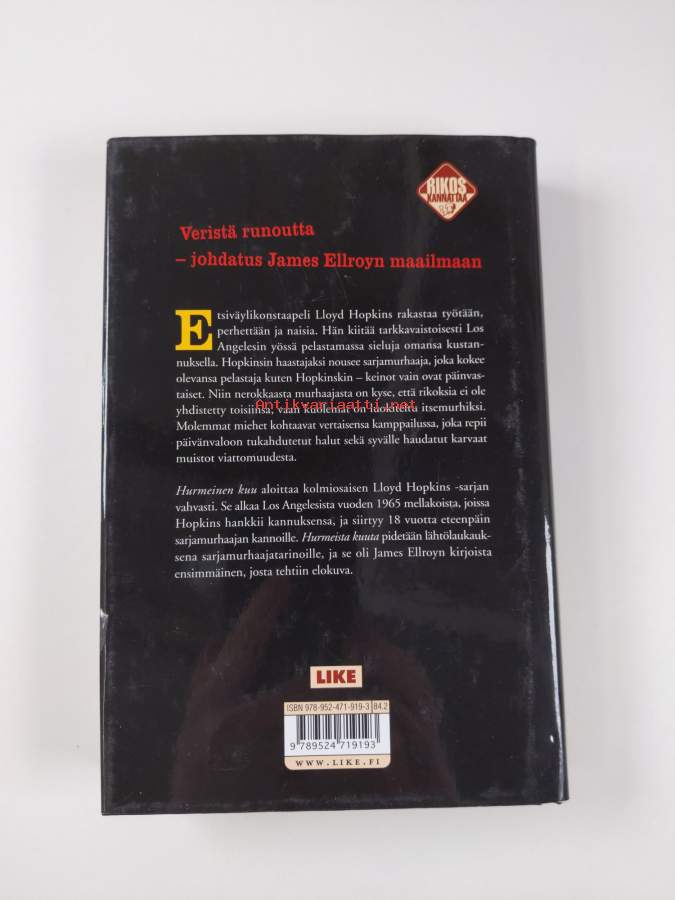 RIKOS
KANNATTAA
Veristä runoutta
– johdatus James Ellroyn maailmaan
Etsiväylikonstaapeli Lloyd Hopkins rakastaa työtään,
perhettään ja naisia. Hän kiitää tarkkavaistoisesti Los
Angelesin yössä pelastamassa sieluja omansa kustan-
nuksella. Hopkinsin haastajaksi nousee sarjamurhaaja, joka kokee
olevansa pelastaja kuten Hopkinskin – keinot vain ovat päinvas-
taiset. Niin nerokkaasta murhaajasta on kyse, että rikoksia ei ole
Antikvariaatti.net
yhdistetty toisiinsa, vaan kuolemat on luokiteltu itsemurhiksi.
Molemmat miehet kohtaavat vertaisensa kamppailussa, joka repii
päivänvaloon tukahdutetut halut sekä syvälle haudatut karvaat
muistot viattomuudesta.
Hurmeinen kuu aloittaa kolmiosaisen Lloyd Hopkins -sarjan
vahvasti. Se alkaa Los Angelesista vuoden 1965 mellakoista, joissa
Hopkins hankkii kannuksensa, ja siirtyy 18 vuotta eteenpäin
sarjamurhaajan kannoille. Hurmeista kuuta pidetään lähtölaukauk-
sena sarjamurhaajatarinoille, ja se oli James Ellroyn kirjoista
ensimmäinen, josta tehtiin elokuva.
LIKE
ISBN 978-952-471-919-3 84.2
9 789524 719193
WWW.LIKE.FI